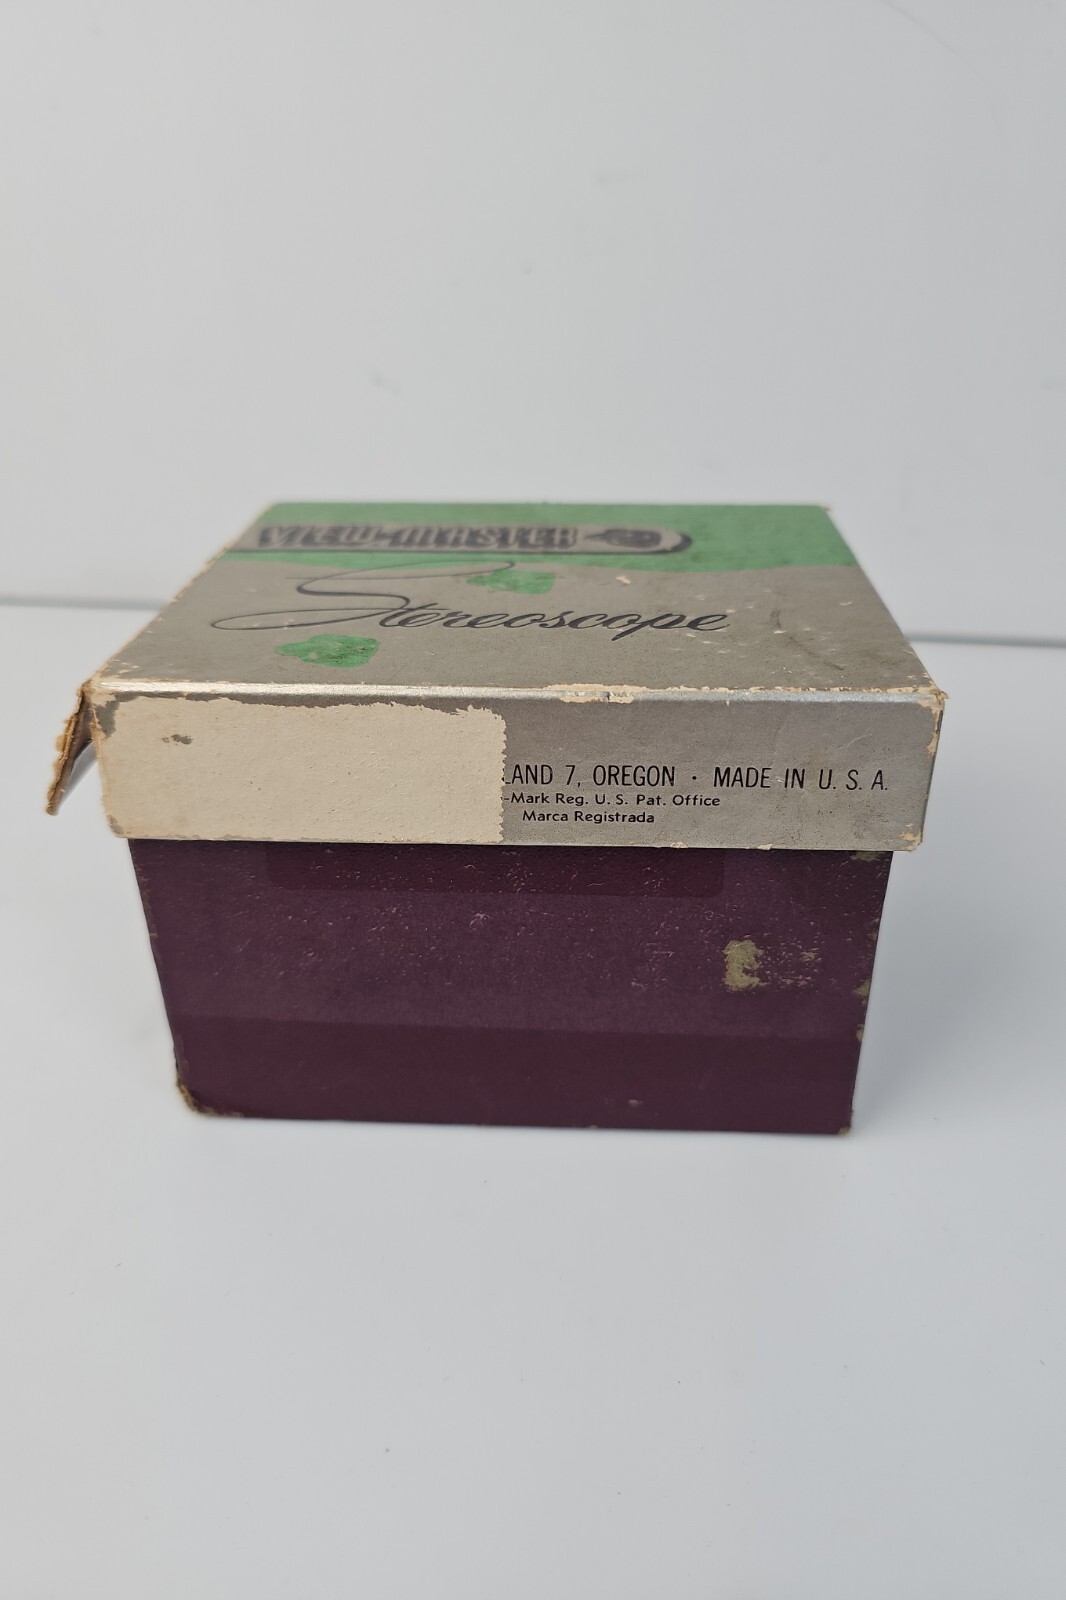 VIEW-MASTER
Stereoscope
LAND 7, OREGON · MADE IN U. S. A.
-Mark Reg. U. S. Pat. Office
Marca Registrada